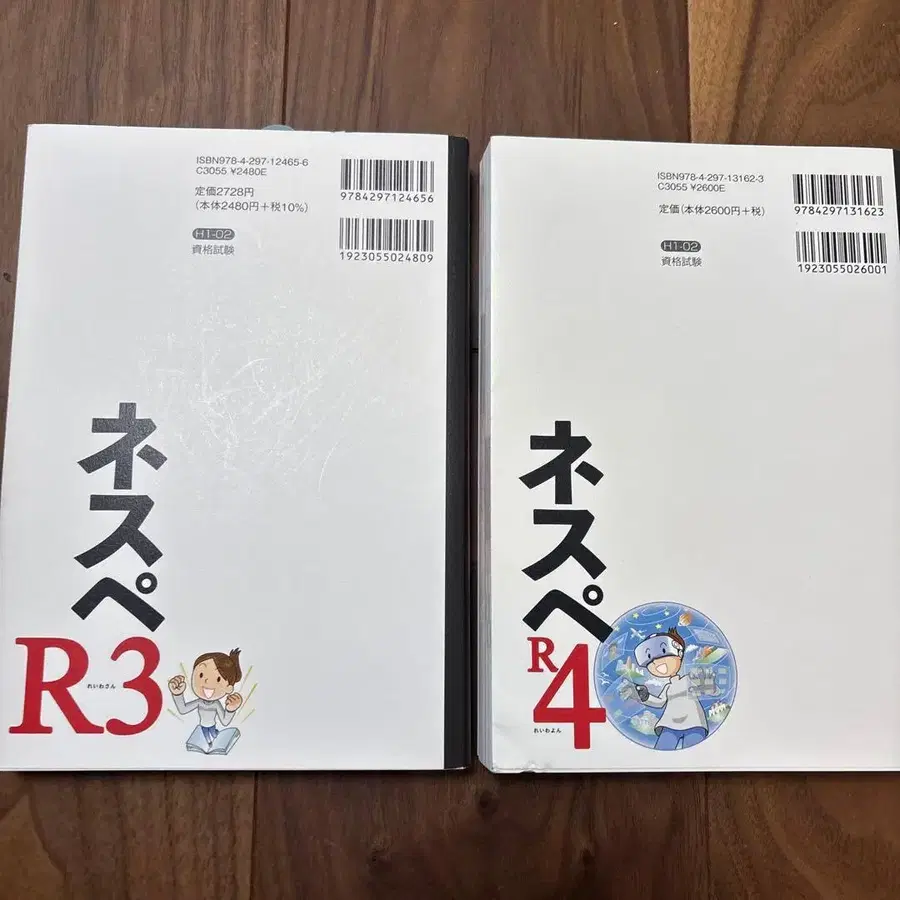 ISBN978-4-297-12465-6
C3055 ¥2480E
定価2728円
（本体2480円＋税10%）
H1-02
資格試験
9784297124656
1923055024809
ネスペ
R3
れいわさん
ISBN978-4-297-13162-3
C3055 ¥2600E
定価（本体2600円＋税）
H1-02
資格試験
9784297131623
1923055026001
ネスペ
R4
れいわよん